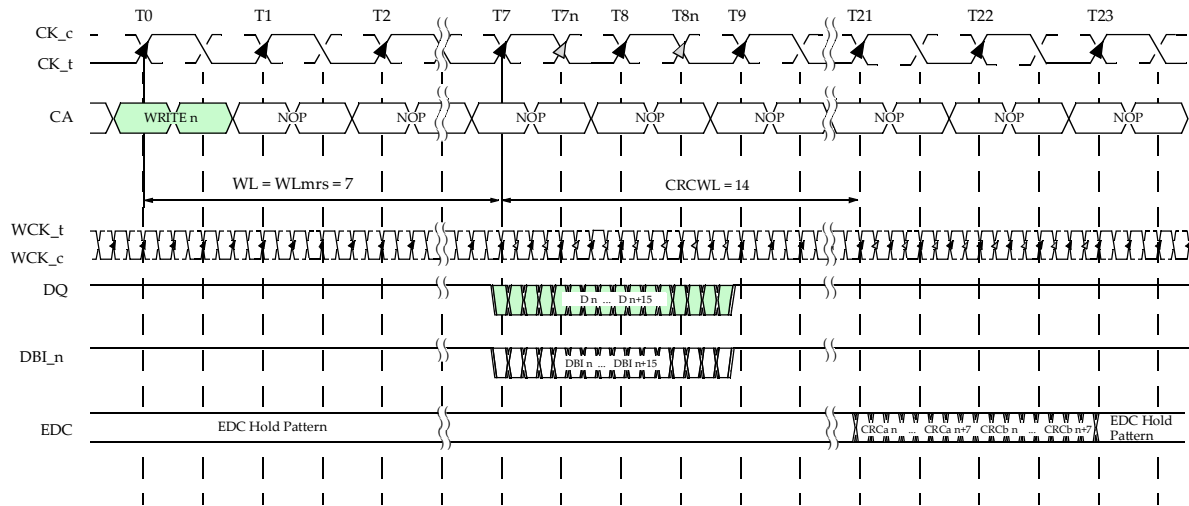 T0 T1 T2 T7 T7n T8 T8n T9 T21 T22 T23
CK_c
CK_t
CA WRITE n NOP NOP NOP NOP NOP NOP NOP NOP
WL = WLmrs = 7 CRCWL = 14
WCK_t
WCK_c
DQ D n ... D n+15
DBI_n DBI n ... DBI n+15
EDC EDC Hold Pattern CRCa n ... CRCa n+7 CRCb n ... CRCb n+7 EDC Hold
Pattern